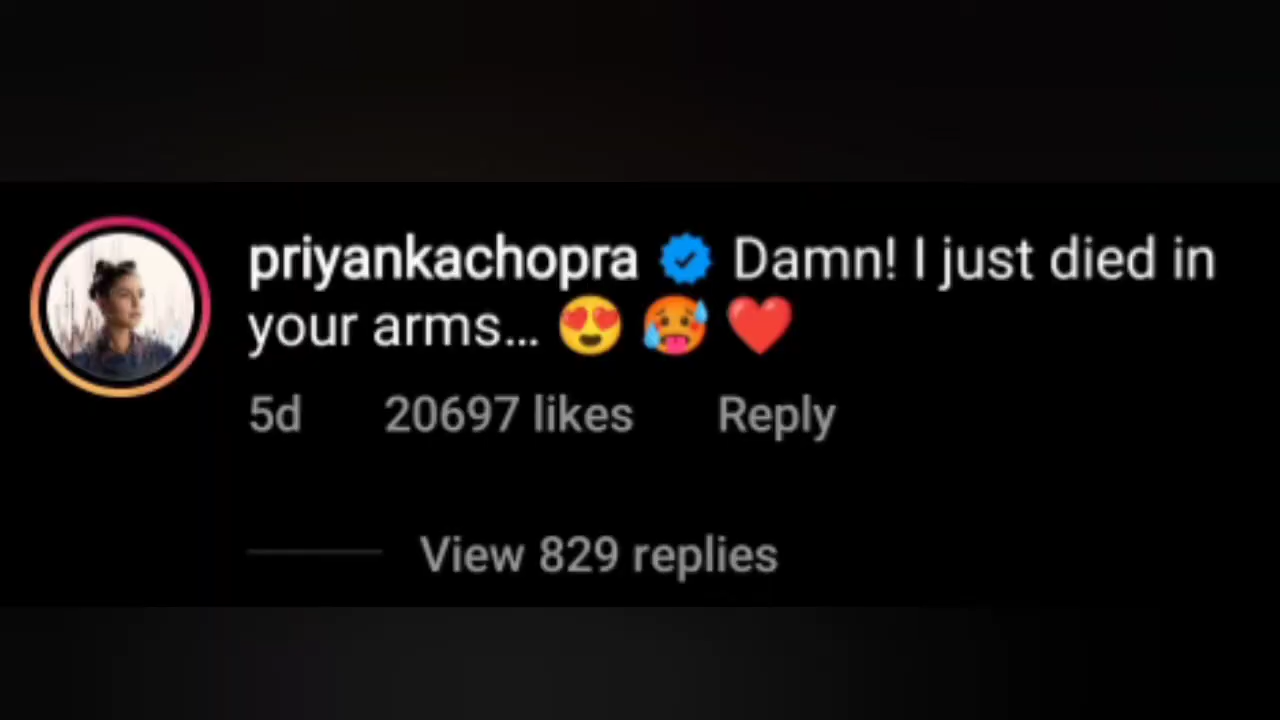 priyankachopra Damn! I just died in
your arms... 😍 🥵 ❤️
5d 20697 likes Reply
View 829 replies